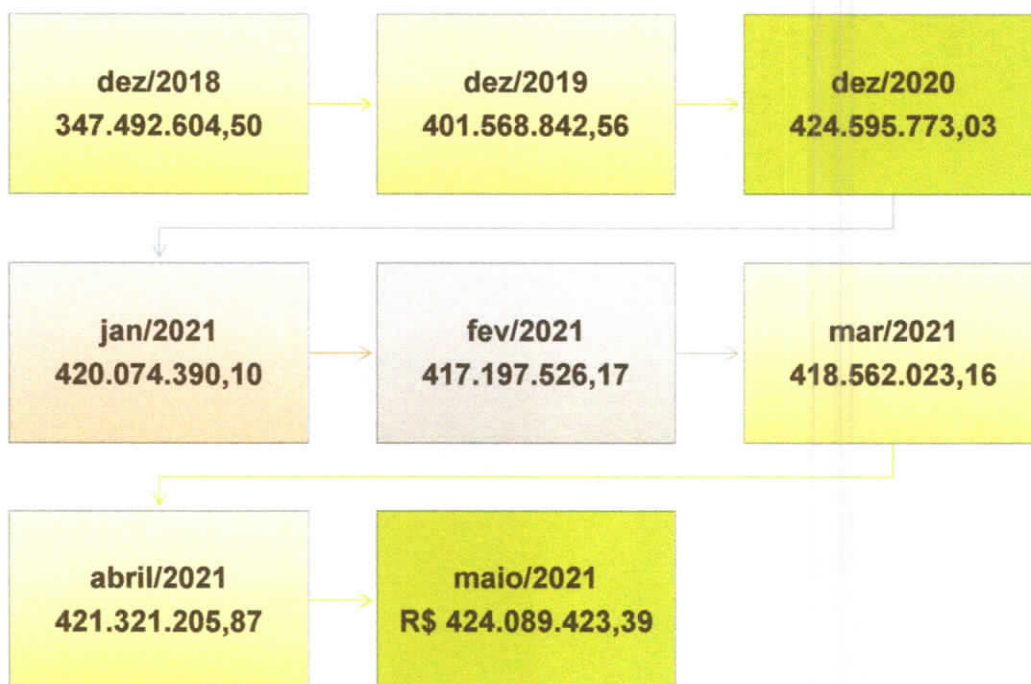 dez/2018
347.492.604,50
dez/2019
401.568.842,56
dez/2020
424.595.773,03
jan/2021
420.074.390,10
fev/2021
417.197.526,17
mar/2021
418.562.023,16
abril/2021
421.321.205,87
maio/2021
R$ 424.089.423,39